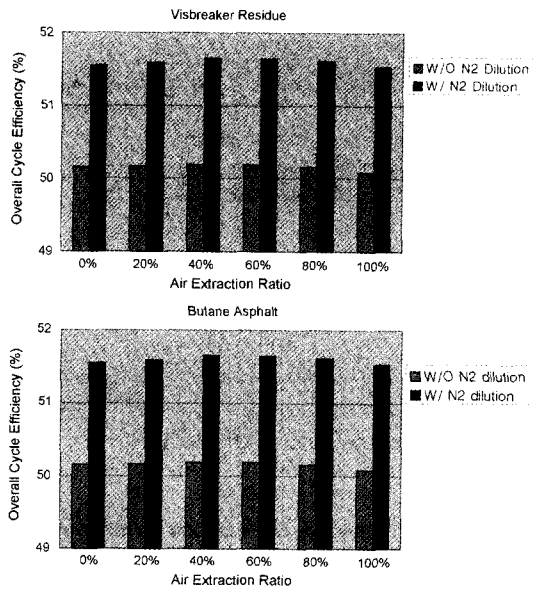 Visbreaker Residue
52
51
50
49
Overall Cycle Efficiency (%)
0% 20% 40% 60% 80% 100%
Air Extraction Ratio
W/O N2 Dilution
W/ N2 Dilution
Butane Asphalt
52
51
50
49
Overall Cycle Efficiency (%)
0% 20% 40% 60% 80% 100%
Air Extraction Ratio
W/O N2 dilution
W/ N2 dilution